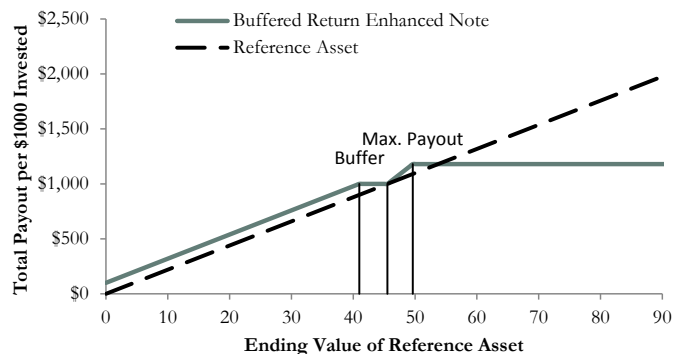 $2,500
$2,000
$1,500
$1,000
$500
$0
Total Payout per $1000 Invested
Buffered Return Enhanced Note
Reference Asset
Max. Payout
Buffer
0 10 20 30 40 50 60 70 80 90
Ending Value of Reference Asset